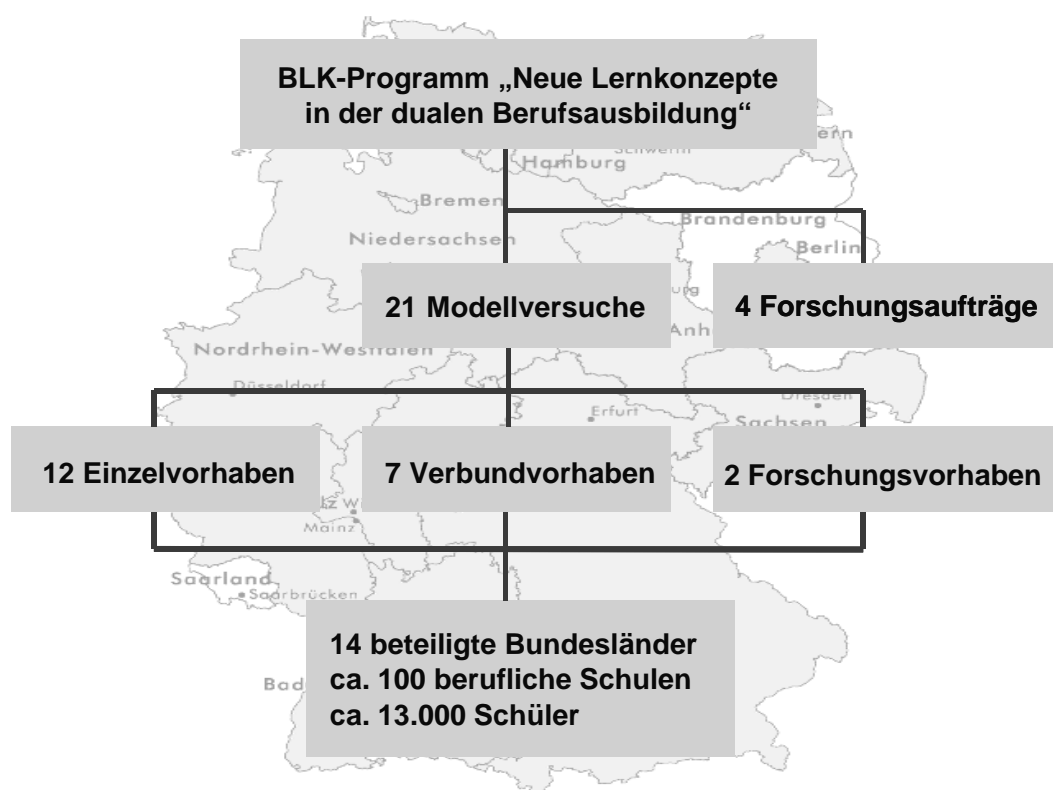 BLK-Programm „Neue Lernkonzepte
in der dualen Berufsausbildung“
Hamburg
Bremen
Brandenburg
Niedersachsen
Berlin
21 Modellversuche
4 Forschungsaufträge
Nordrhein-Westfalen
Düsseldorf
Dresden
Erfurt
Sachsen
12 Einzelvorhaben
7 Verbundvorhaben
2 Forschungsvorhaben
Mainz
Saarland
Saarbrücken
14 beteiligte Bundesländer
ca. 100 berufliche Schulen
ca. 13.000 Schüler